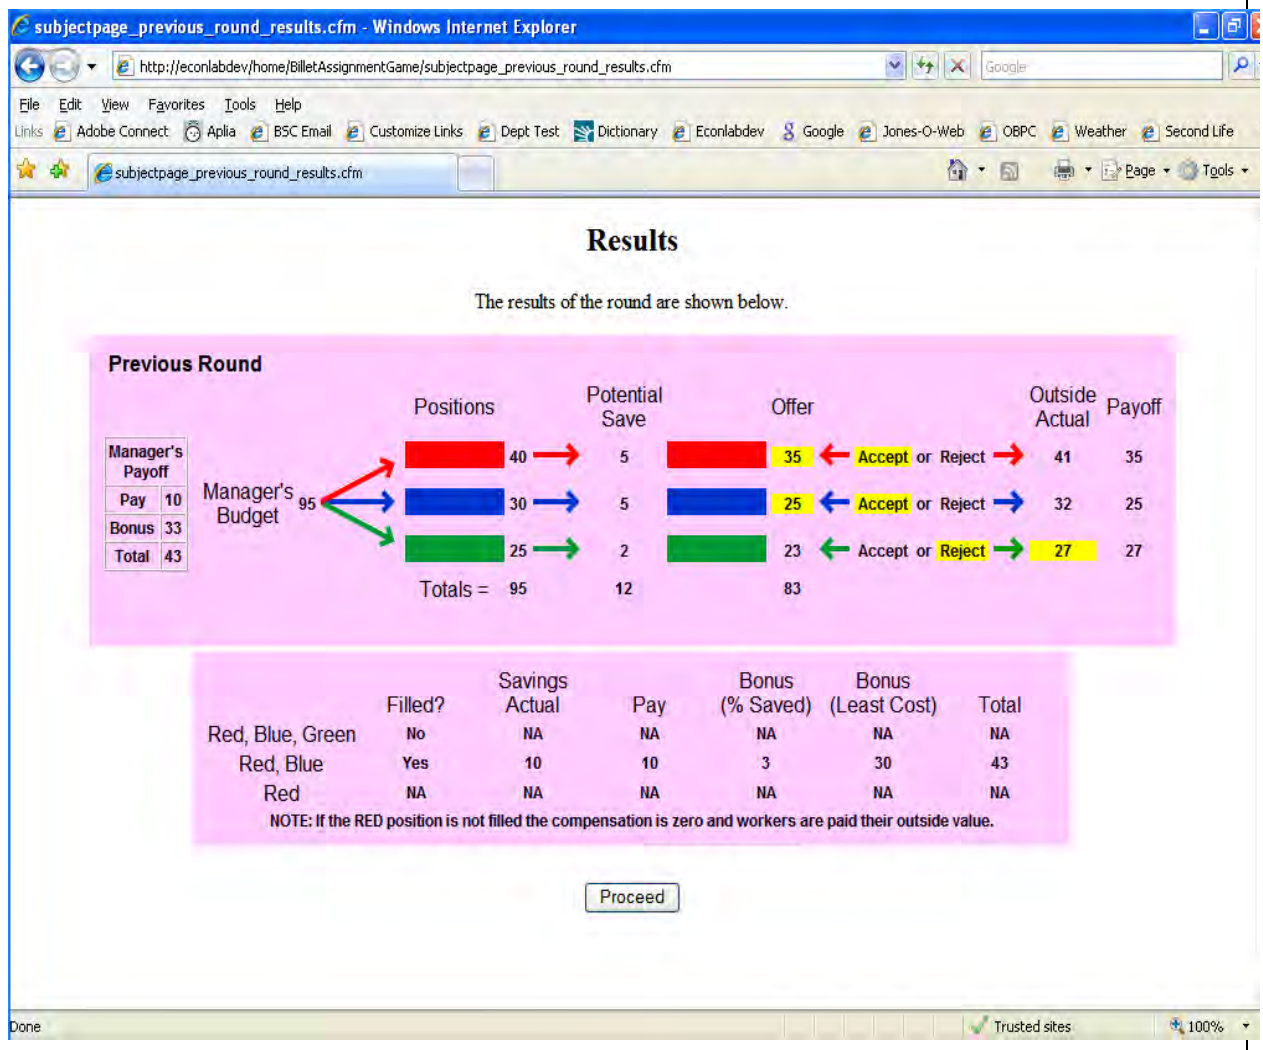 subjectpage_previous_round_results.cfm - Windows Internet Explorer
http://econlabdev/home/BilletAssignmentGame/subjectpage_previous_round_results.cfm
Google
File Edit View Favorites Tools Help
Links Adobe Connect Aplia BSC Email Customize Links Dept Test Dictionary Econlabdev Google Jones-O-Web OBPC Weather Second Life
subjectpage_previous_round_results.cfm
Page Tools
Results
The results of the round are shown below.
Previous Round
Positions Potential Save Offer Outside Actual Payoff
Manager's Payoff
Pay 10
Bonus 33
Total 43
Manager's Budget 95
40 5 35 Accept or Reject 41 35
30 5 25 Accept or Reject 32 25
25 2 23 Accept or Reject 27 27
Totals = 95 12 83
Filled? Savings Actual Pay Bonus (% Saved) Bonus (Least Cost) Total
Red, Blue, Green No NA NA NA NA NA
Red, Blue Yes 10 10 3 30 43
Red NA NA NA NA NA NA
NOTE: If the RED position is not filled the compensation is zero and workers are paid their outside value.
Proceed
Done Trusted sites 100%